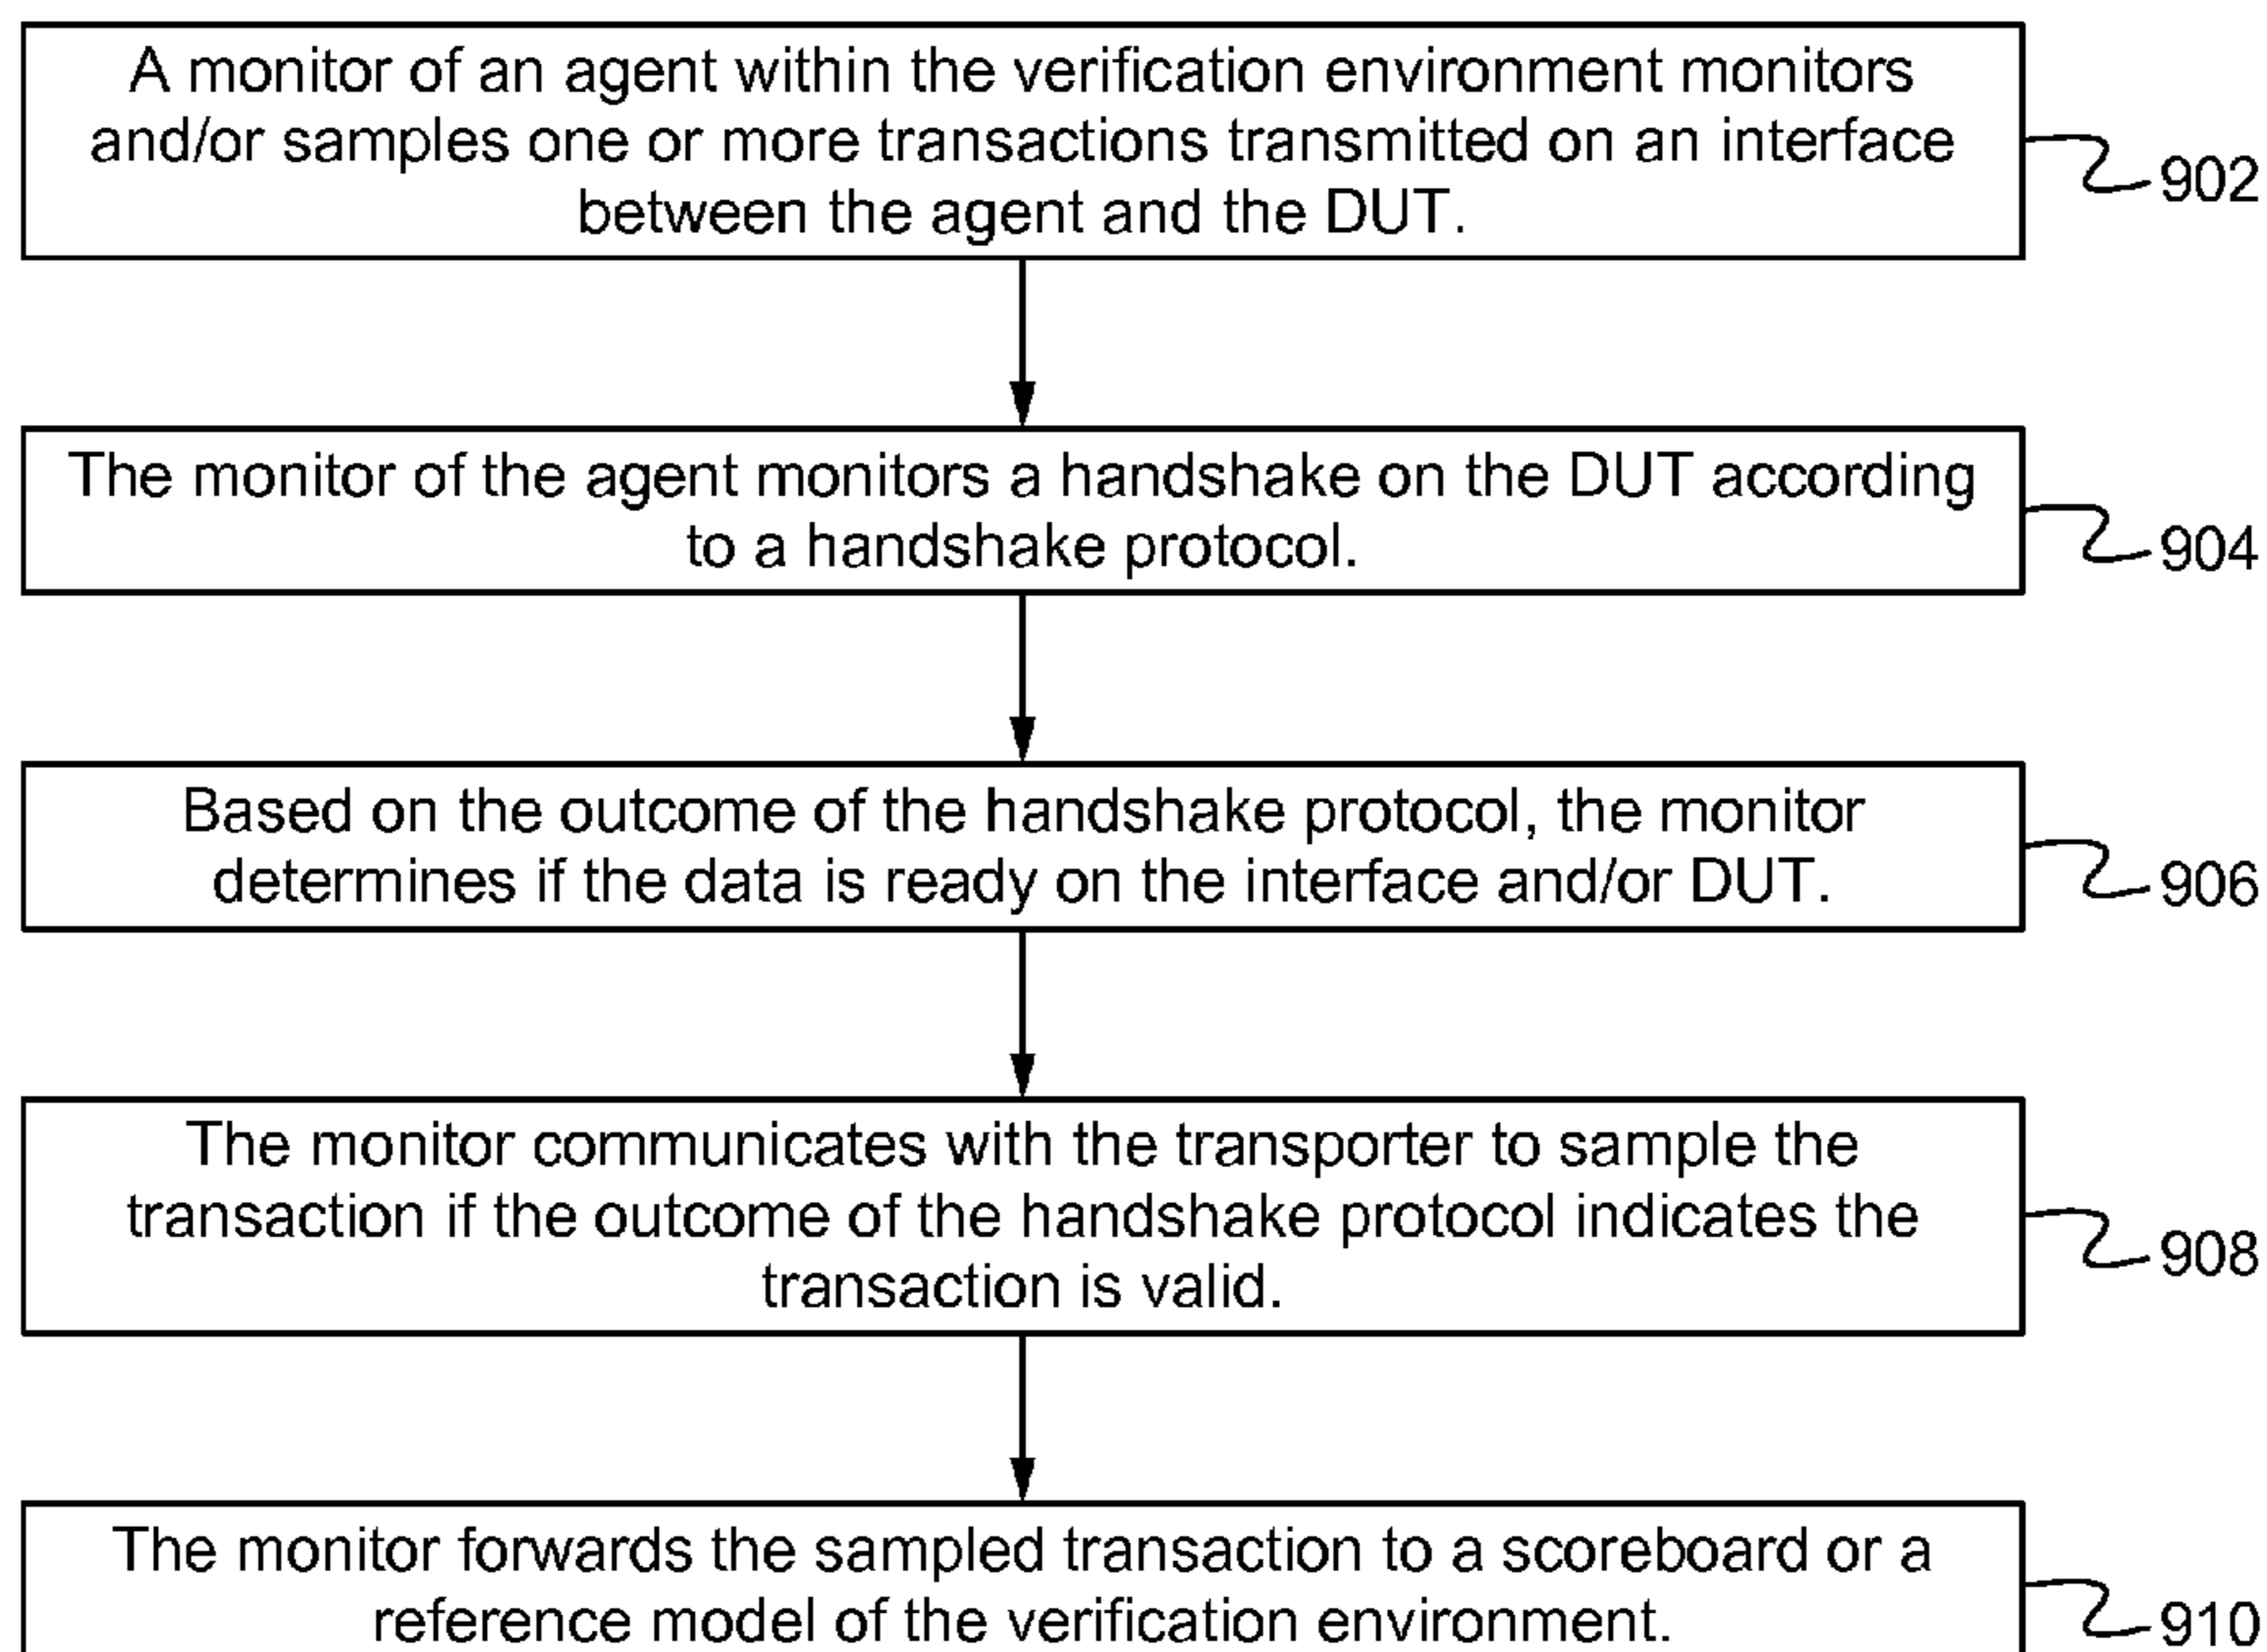 A monitor of an agent within the verification environment monitors
and/or samples one or more transactions transmitted on an interface
between the agent and the DUT.
902
The monitor of the agent monitors a handshake on the DUT according
to a handshake protocol.
904
Based on the outcome of the handshake protocol, the monitor
determines if the data is ready on the interface and/or DUT.
906
The monitor communicates with the transporter to sample the
transaction if the outcome of the handshake protocol indicates the
transaction is valid.
908
The monitor forwards the sampled transaction to a scoreboard or a
reference model of the verification environment.
910